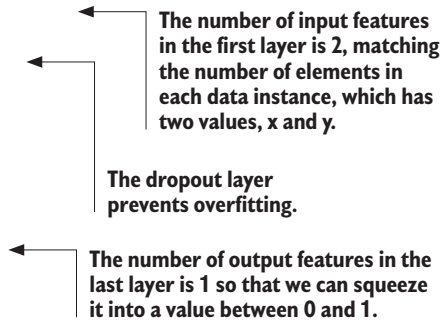 The number of input features
in the first layer is 2, matching
the number of elements in
each data instance, which has
two values, x and y.
The dropout layer
prevents overfitting.
The number of output features in the
last layer is 1 so that we can squeeze
it into a value between 0 and 1.